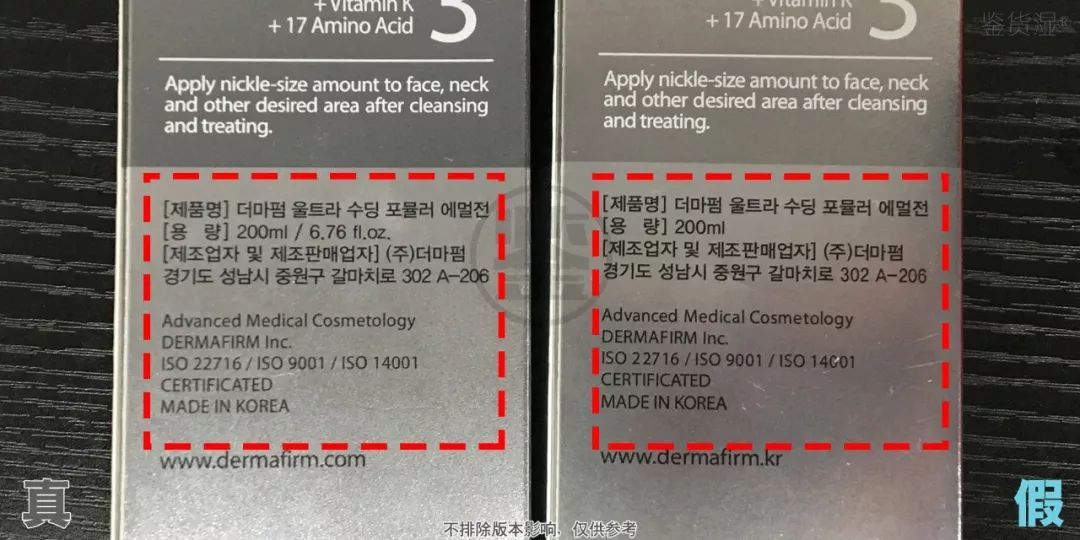 + Vitamin K
+ 17 Amino Acid
3
Apply nickle-size amount to face, neck
and other desired area after cleansing
and treating.
[제품명] 더마펌 울트라 수딩 포뮬러 에멀전
[용 량] 200ml / 6.76 fl.oz.
[제조업자 및 제조판매업자] (주)더마펌
경기도 성남시 중원구 갈마치로 302 A-206
Advanced Medical Cosmetology
DERMAFIRM Inc.
ISO 22716 / ISO 9001 / ISO 14001
CERTIFICATED
MADE IN KOREA
www.dermafirm.com
真
+ Vitamin K
+ 17 Amino Acid
3
Apply nickle-size amount to face, neck
and other desired area after cleansing
and treating.
[제품명] 더마펌 울트라 수딩 포뮬러 에멀전
[용 량] 200ml
[제조업자 및 제조판매업자] (주)더마펌
경기도 성남시 중원구 갈마치로 302 A-206
Advanced Medical Cosmetology
DERMAFIRM Inc.
ISO 22716 / ISO 9001 / ISO 14001
CERTIFICATED
MADE IN KOREA
www.dermafirm.kr
假
鉴货湿®
不排除版本影响，仅供参考